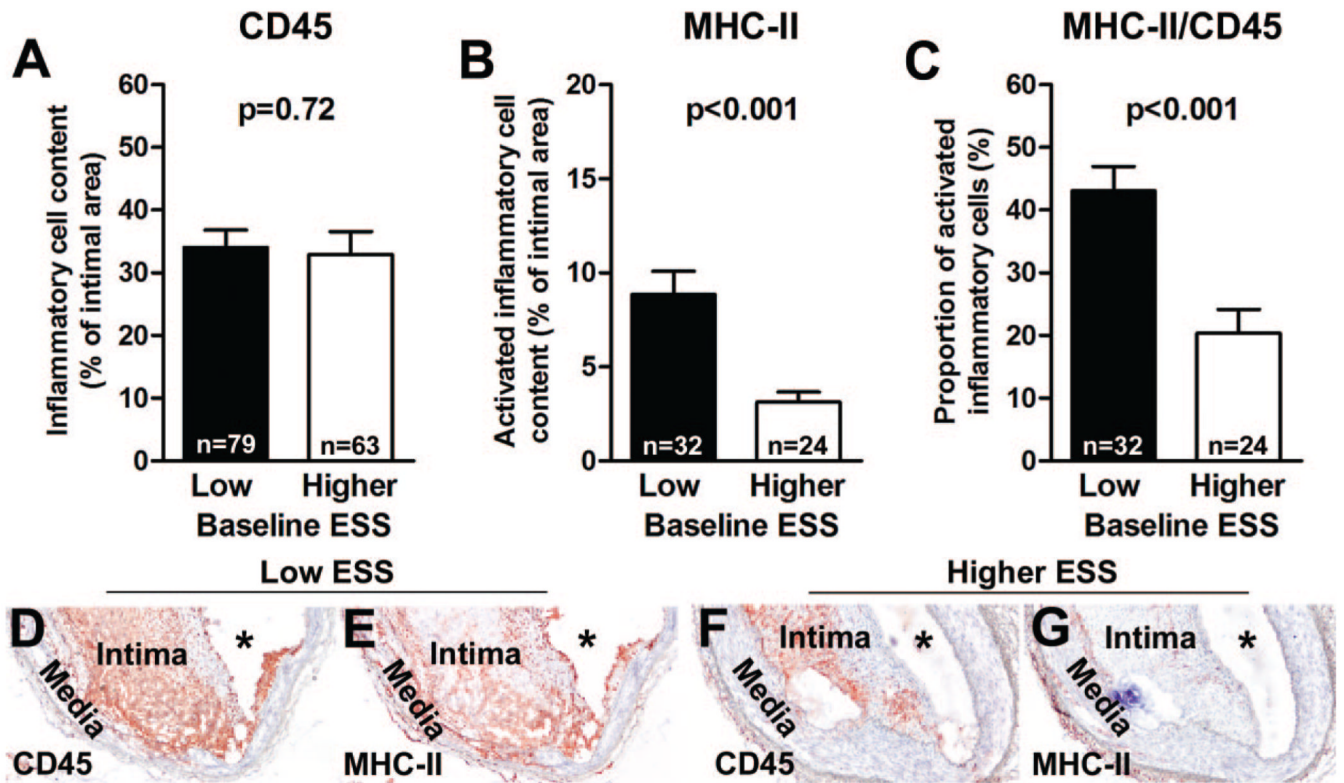 CD45
A
Inflammatory cell content
(% of intimal area)
60
50
40
30
20
10
0
p=0.72
n=79
n=63
Low
Higher
Baseline ESS
MHC-II
B
Activated inflammatory cell
content (% of intimal area)
20
15
10
5
0
p<0.001
n=32
n=24
Low
Higher
Baseline ESS
MHC-II/CD45
C
Proportion of activated
inflammatory cells (%)
60
50
40
30
20
10
0
p<0.001
n=32
n=24
Low
Higher
Baseline ESS
Low ESS
Higher ESS
D
Intima
*
Media
CD45
E
Intima
*
Media
MHC-II
F
Intima
*
Media
CD45
G
Intima
*
Media
MHC-II